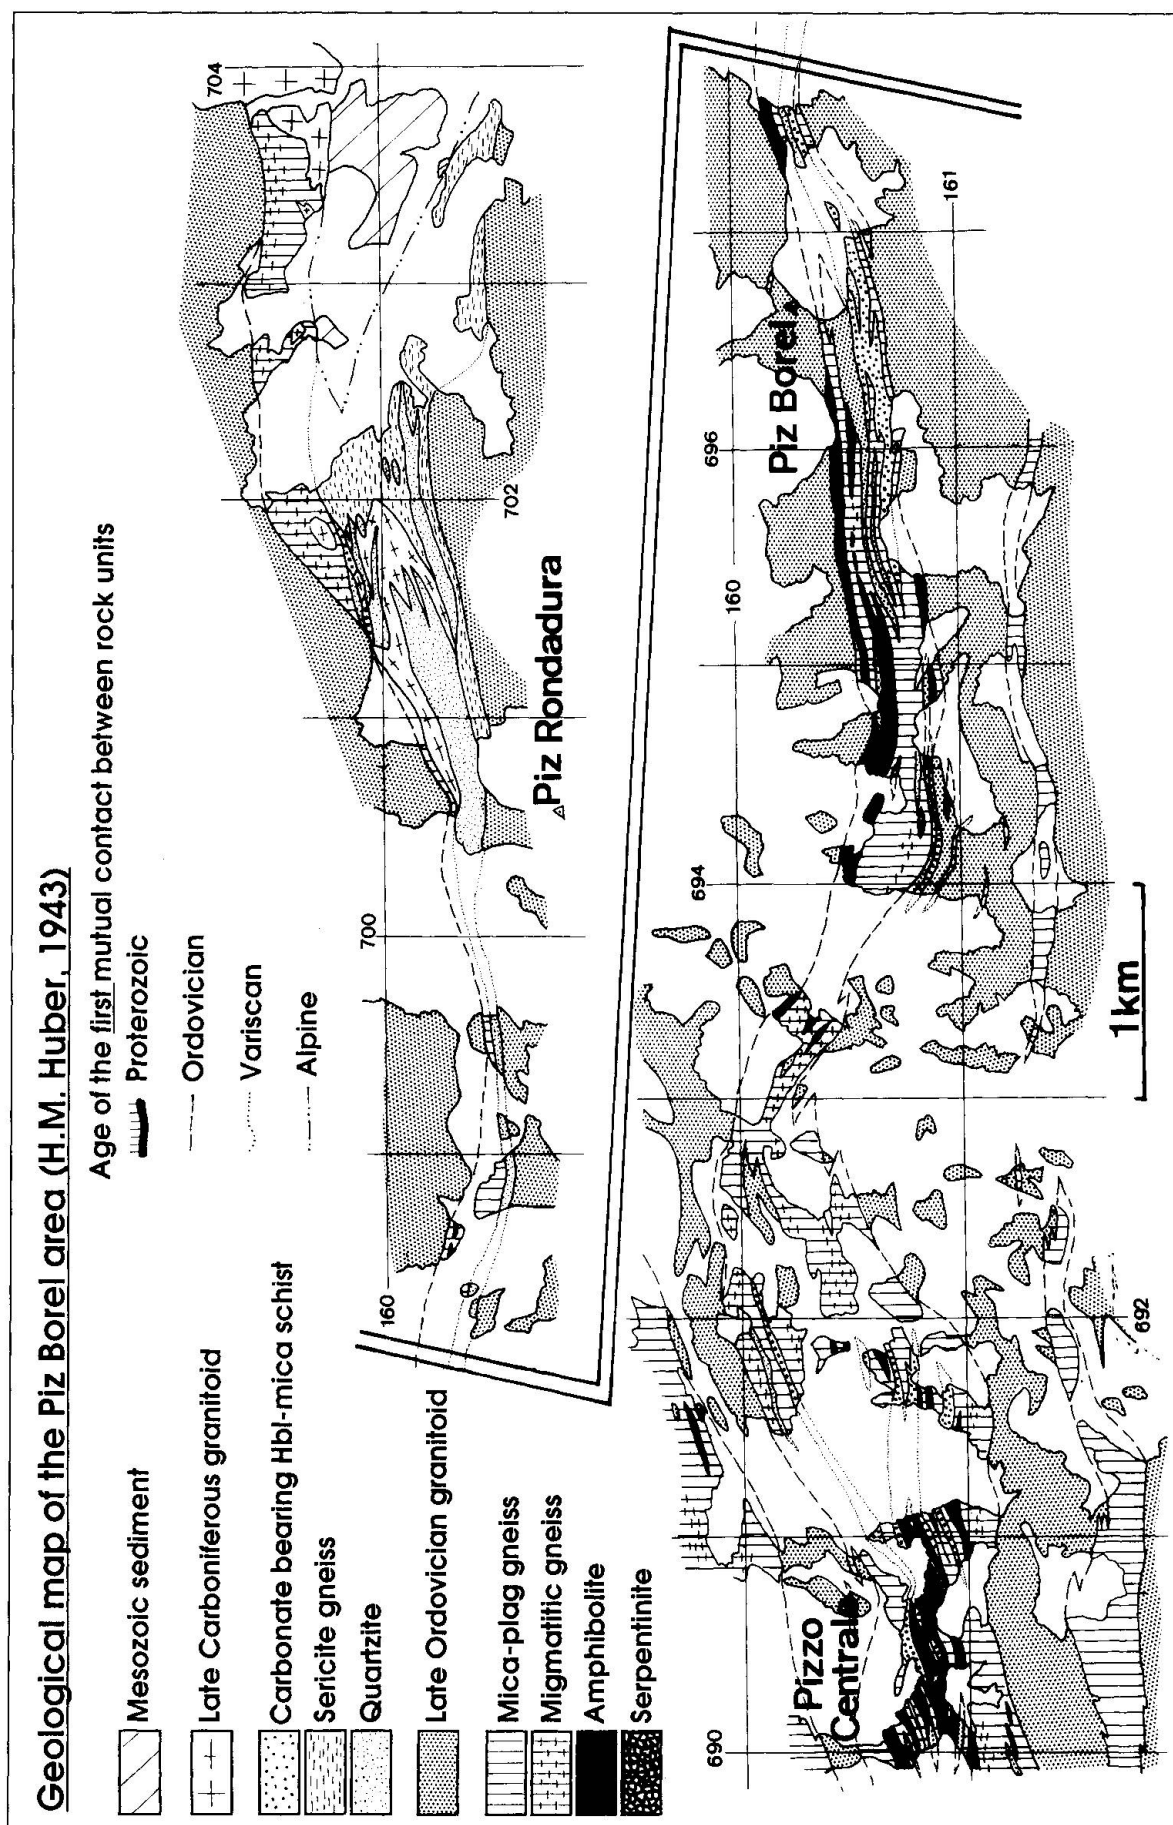 Geological map of the Piz Borel area (H.M. Huber, 1943)
Age of the first mutual contact between rock units
Proterozoic
Ordovician
Variscan
Alpine
Mesozoic sediment
Late Carboniferous granitoid
Carbonate bearing Hbl-mica schist
Sericite gneiss
Quartzite
Late Ordovician granitoid
Mica-plag gneiss
Migmatitic gneiss
Amphibolite
Serpentinite
160
700
702
704
Piz Rondadura
690
692
694
696
160
161
Pizzo
Centrale
Piz Borel
1km